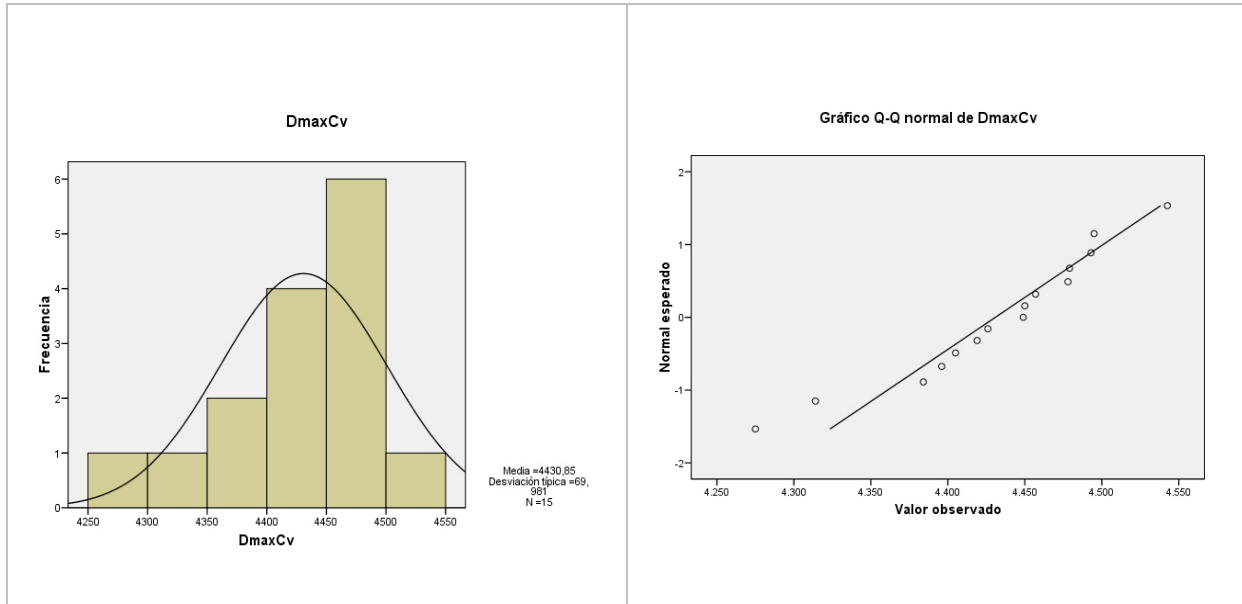 DmaxCv
Frecuencia
6
5
4
3
2
1
0
4250 4300 4350 4400 4450 4500 4550
DmaxCv
Media =4430,85
Desviación típica =69,
981
N =15
Gráfico Q-Q normal de DmaxCv
Normal esperado
2
1
0
-1
-2
4.250 4.300 4.350 4.400 4.450 4.500 4.550
Valor observado